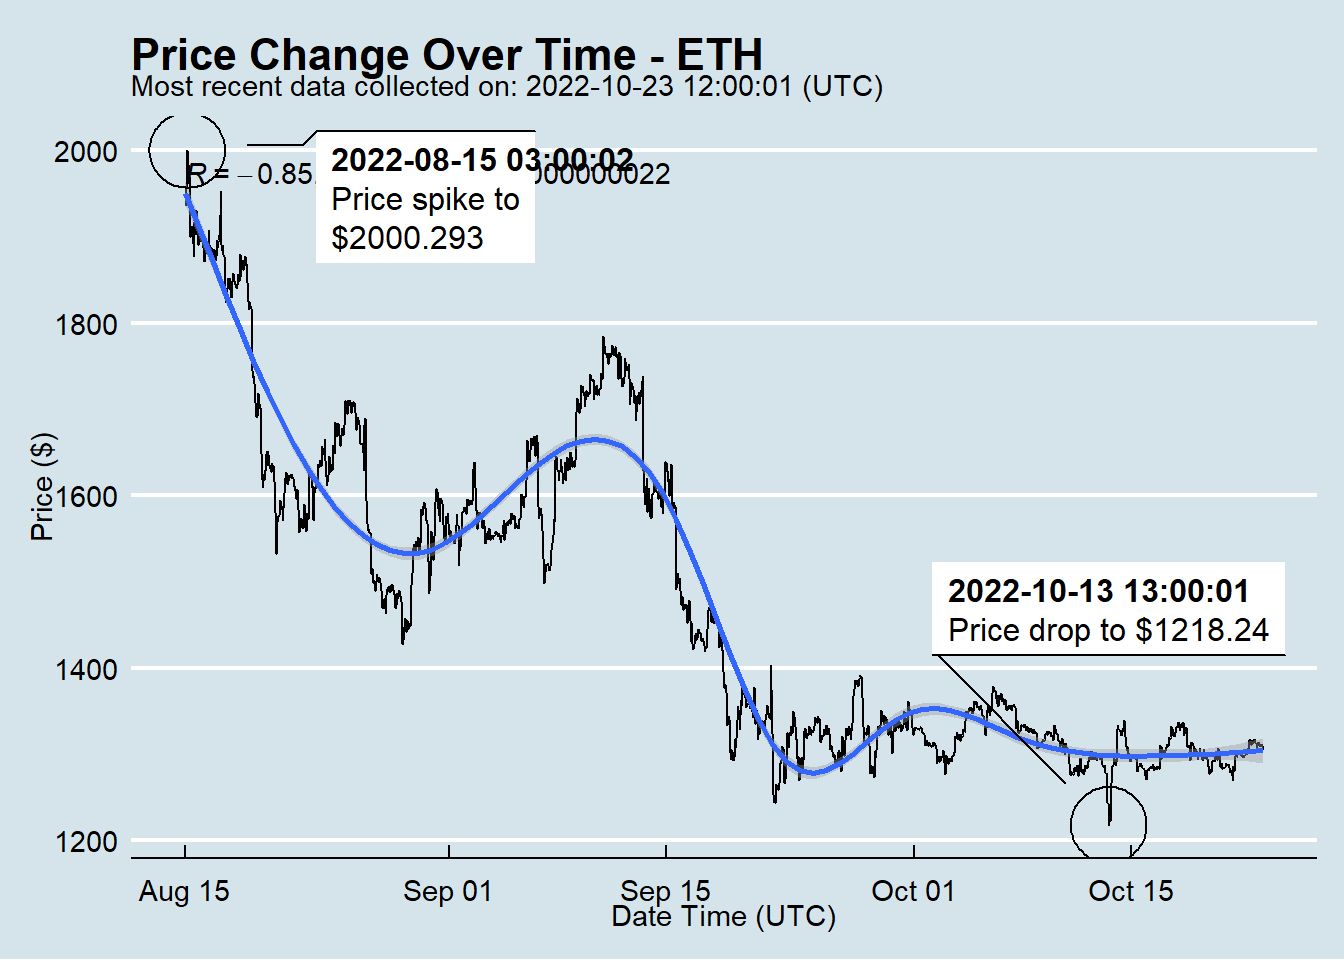 Price Change Over Time - ETH
Most recent data collected on: 2022-10-23 12:00:01 (UTC)
2022-08-15 03:00:02
R = −0.85
000000022
Price spike to
$2000.293
2000
1800
1600
1400
1200
Price ($)
2022-10-13 13:00:01
Price drop to $1218.24
Aug 15
Sep 01
Sep 15
Oct 01
Oct 15
Date Time (UTC)